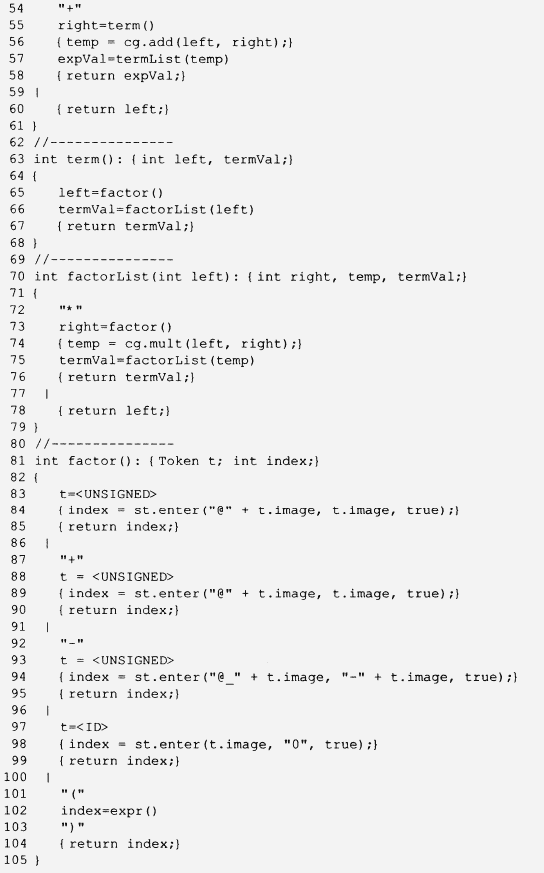 54    "+"
55    right=term()
56    {temp = cg.add(left, right);}
57    expVal=termList(temp)
58    {return expVal;}
59 |
60    {return left;}
61 }
62 //---------------
63 int term(): {int left, termVal;}
64 {
65    left=factor()
66    termVal=factorList(left)
67    {return termVal;}
68 }
69 //---------------
70 int factorList(int left): {int right, temp, termVal;}
71 {
72    "*"
73    right=factor()
74    {temp = cg.mult(left, right);}
75    termVal=factorList(temp)
76    {return termVal;}
77  |
78    {return left;}
79 }
80 //---------------
81 int factor(): {Token t; int index;}
82 {
83    t=<UNSIGNED>
84    {index = st.enter("@" + t.image, t.image, true);}
85    {return index;}
86  |
87    "+"
88    t = <UNSIGNED>
89    {index = st.enter("@" + t.image, t.image, true);}
90    {return index;}
91  |
92    "-"
93    t = <UNSIGNED>
94    {index = st.enter("@_" + t.image, "-" + t.image, true);}
95    {return index;}
96  |
97    t=<ID>
98    {index = st.enter(t.image, "0", true);}
99    {return index;}
100  |
101    "("
102    index=expr()
103    ")"
104    {return index;}
105 }